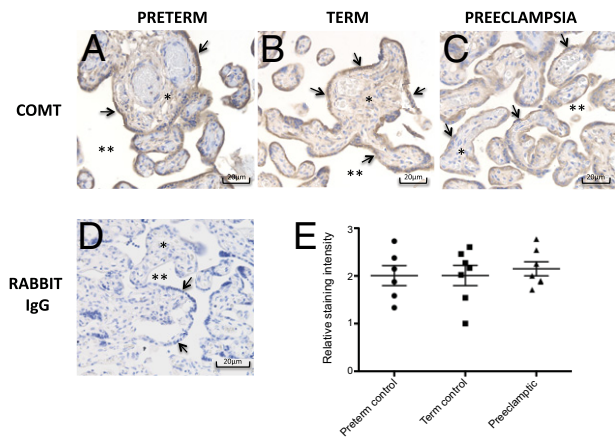 PRETERM TERM PREECLAMPSIA
COMT
A B C
* * *
** ** **
20µm 20µm 20µm
D E
RABBIT
IgG
*
**
20µm
Relative staining intensity
3
2
1
0
Preterm control
Term control
Preeclamptic